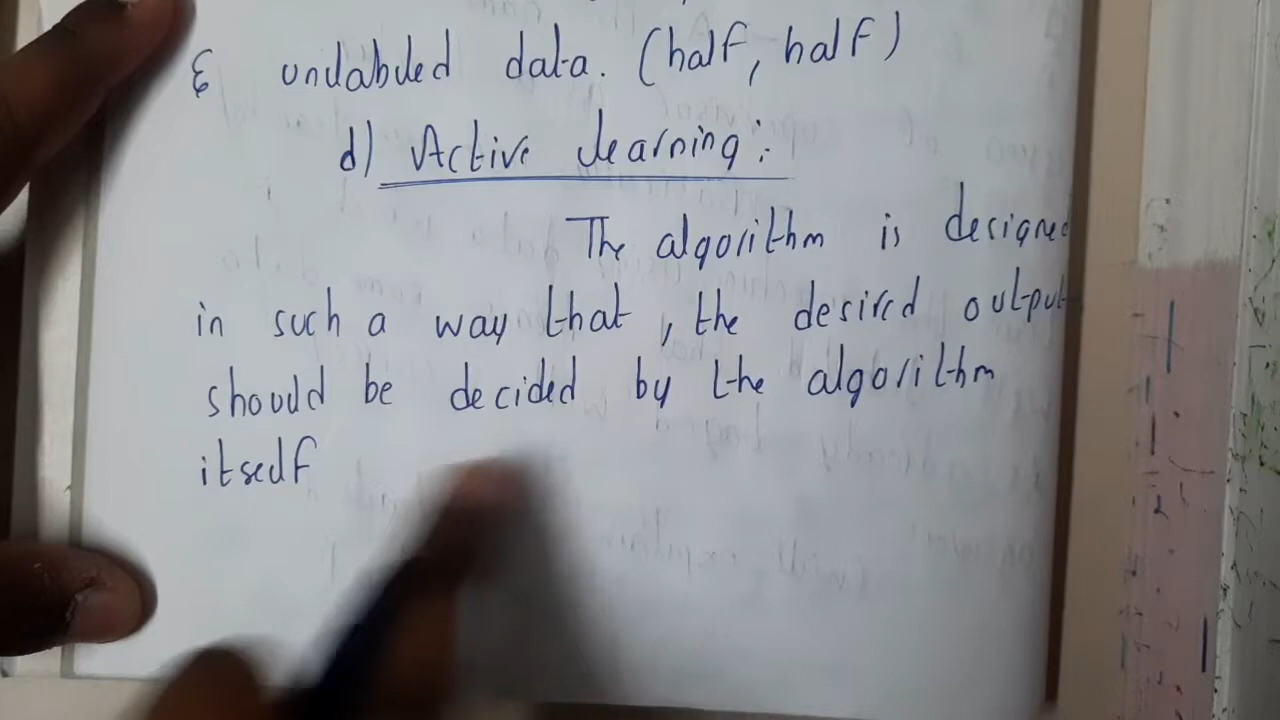 & unlabeled data. (half, half)
d) Active learning:
The algorithm is designed
in such a way that, the desired output
should be decided by the algorithm
itself